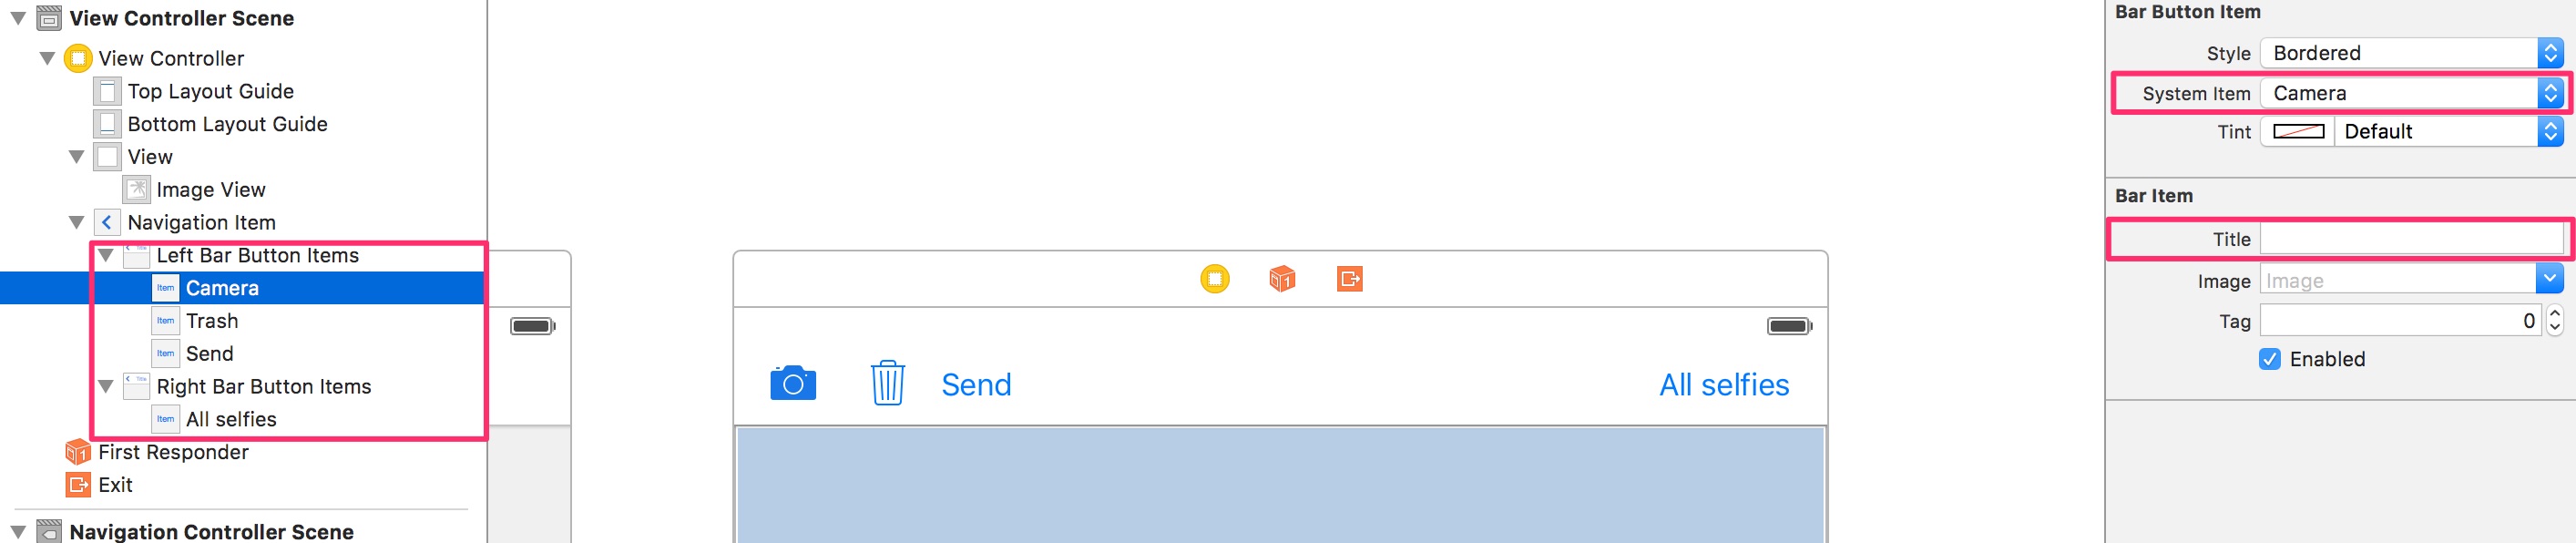 View Controller Scene
View Controller
Top Layout Guide
Bottom Layout Guide
View
Image View
Navigation Item
Left Bar Button Items
Item Camera
Item Trash
Item Send
Right Bar Button Items
Item All selfies
First Responder
Exit
Navigation Controller Scene
Send
All selfies
Bar Button Item
Style Bordered
System Item Camera
Tint Default
Bar Item
Title
Image Image
Tag 0
Enabled